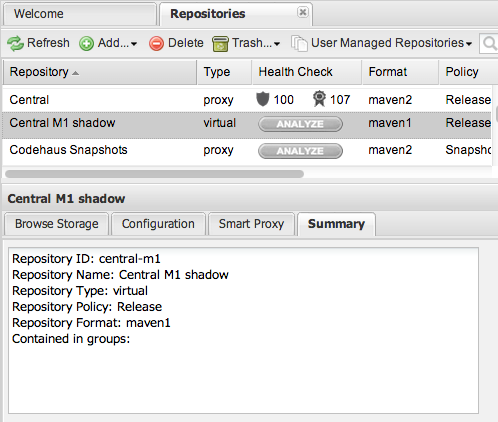 Welcome Repositories
Refresh Add... Delete Trash... User Managed Repositories
Repository Type Health Check Format Policy
Central proxy 100 107 maven2 Release
Central M1 shadow virtual ANALYZE maven1 Release
Codehaus Snapshots proxy ANALYZE maven2 Snapsho
Central M1 shadow
Browse Storage Configuration Smart Proxy Summary
Repository ID: central-m1
Repository Name: Central M1 shadow
Repository Type: virtual
Repository Policy: Release
Repository Format: maven1
Contained in groups: